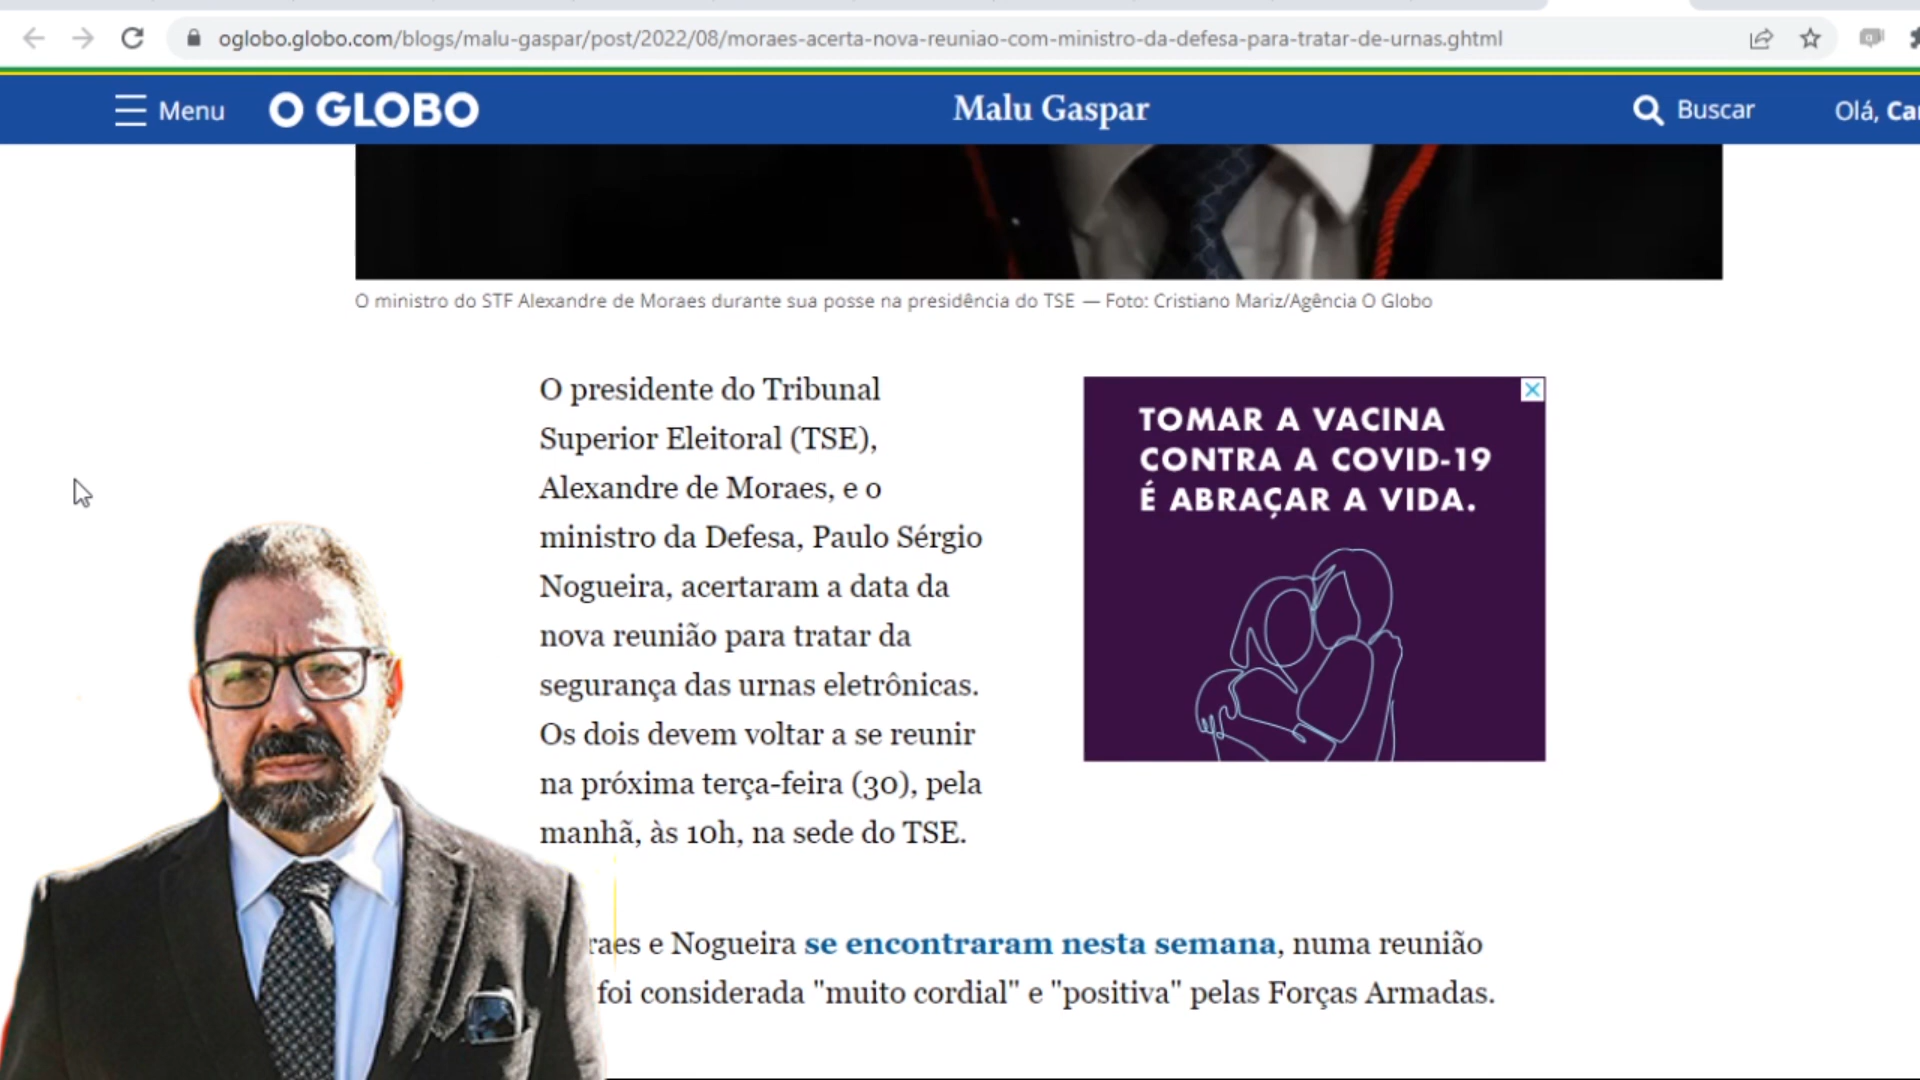 oglobo.globo.com/blogs/malu-gaspar/post/2022/08/moraes-acerta-nova-reuniao-com-ministro-da-defesa-para-tratar-de-urnas.ghtml
Menu O GLOBO Malu Gaspar Buscar Olá,
O ministro do STF Alexandre de Moraes durante sua posse na presidência do TSE — Foto: Cristiano Mariz/Agência O Globo
O presidente do Tribunal
Superior Eleitoral (TSE),
Alexandre de Moraes, e o
ministro da Defesa, Paulo Sérgio
Nogueira, acertaram a data da
nova reunião para tratar da
segurança das urnas eletrônicas.
Os dois devem voltar a se reunir
na próxima terça-feira (30), pela
manhã, às 10h, na sede do TSE.
TOMAR A VACINA
CONTRA A COVID-19
É ABRAÇAR A VIDA.
raes e Nogueira se encontraram nesta semana, numa reunião
foi considerada "muito cordial" e "positiva" pelas Forças Armadas.